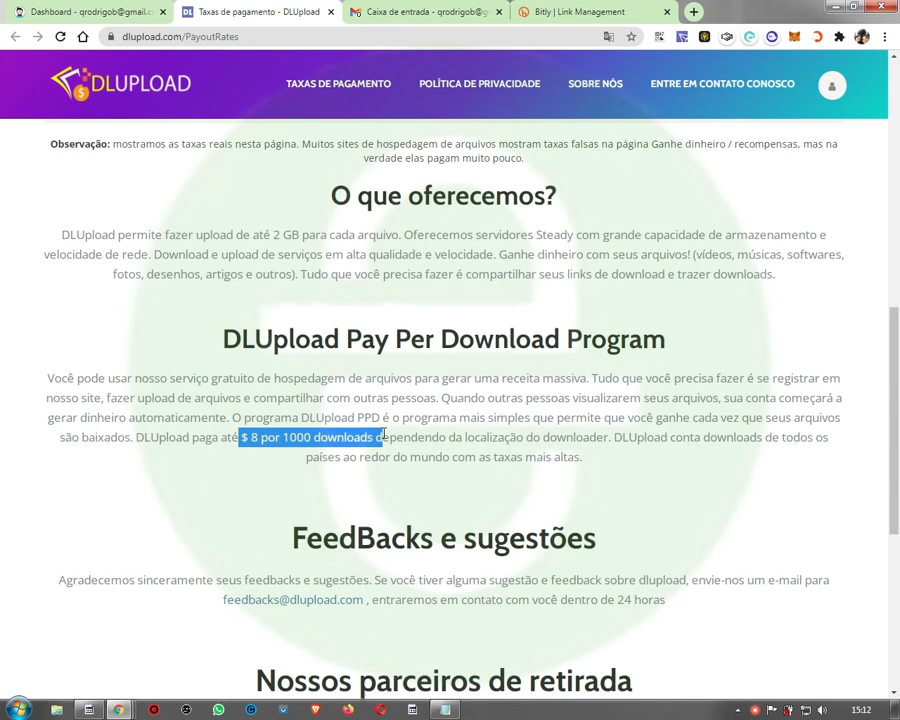 Dashboard - qrodrigob@gmail.c
Taxas de pagamento - DLUpload
Caixa de entrada - qrodrigob@g
Bitly | Link Management
dlupload.com/PayoutRates
DLUPLOAD
TAXAS DE PAGAMENTO
POLÍTICA DE PRIVACIDADE
SOBRE NÓS
ENTRE EM CONTATO CONOSCO
Observação: mostramos as taxas reais nesta página. Muitos sites de hospedagem de arquivos mostram taxas falsas na página Ganhe dinheiro / recompensas, mas na
verdade elas pagam muito pouco.
O que oferecemos?
DLUpload permite fazer upload de até 2 GB para cada arquivo. Oferecemos servidores Steady com grande capacidade de armazenamento e
velocidade de rede. Download e upload de serviços em alta qualidade e velocidade. Ganhe dinheiro com seus arquivos! (vídeos, músicas, softwares,
fotos, desenhos, artigos e outros). Tudo que você precisa fazer é compartilhar seus links de download e trazer downloads.
DLUpload Pay Per Download Program
Você pode usar nosso serviço gratuito de hospedagem de arquivos para gerar uma receita massiva. Tudo que você precisa fazer é se registrar em
nosso site, fazer upload de arquivos e compartilhar com outras pessoas. Quando outras pessoas visualizarem seus arquivos, sua conta começará a
gerar dinheiro automaticamente. O programa DLUpload PPD é o programa mais simples que permite que você ganhe cada vez que seus arquivos
são baixados. DLUpload paga até $ 8 por 1000 downloads dependendo da localização do downloader. DLUpload conta downloads de todos os
países ao redor do mundo com as taxas mais altas.
FeedBacks e sugestões
Agradecemos sinceramente seus feedbacks e sugestões. Se você tiver alguma sugestão e feedback sobre dlupload, envie-nos um e-mail para
feedbacks@dlupload.com , entraremos em contato com você dentro de 24 horas
Nossos parceiros de retirada
15:12